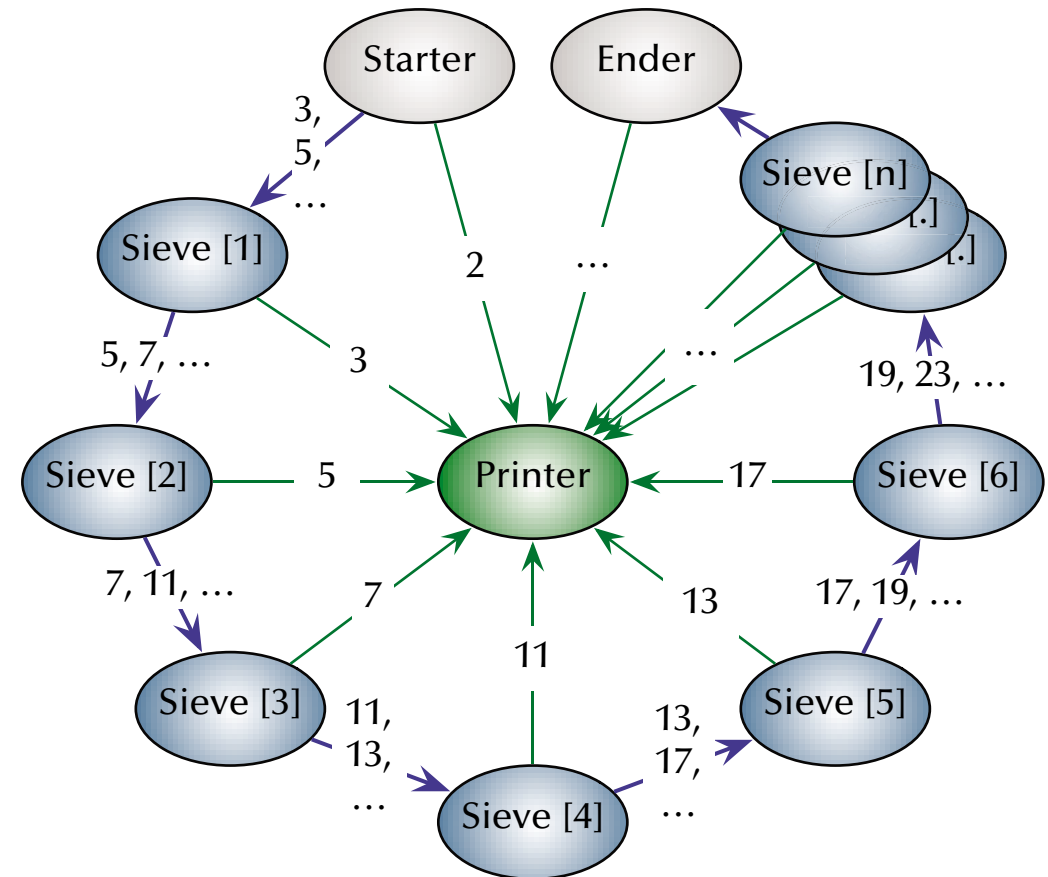 Starter
Ender
3,
5,
…
Sieve [n]
[.]
[.]
Sieve [1]
2
…
5, 7, …
3
…
19, 23, …
Sieve [2]
5
Printer
17
Sieve [6]
7, 11, …
7
13
17, 19, …
11
Sieve [3]
11,
13,
…
13,
17,
…
Sieve [5]
Sieve [4]